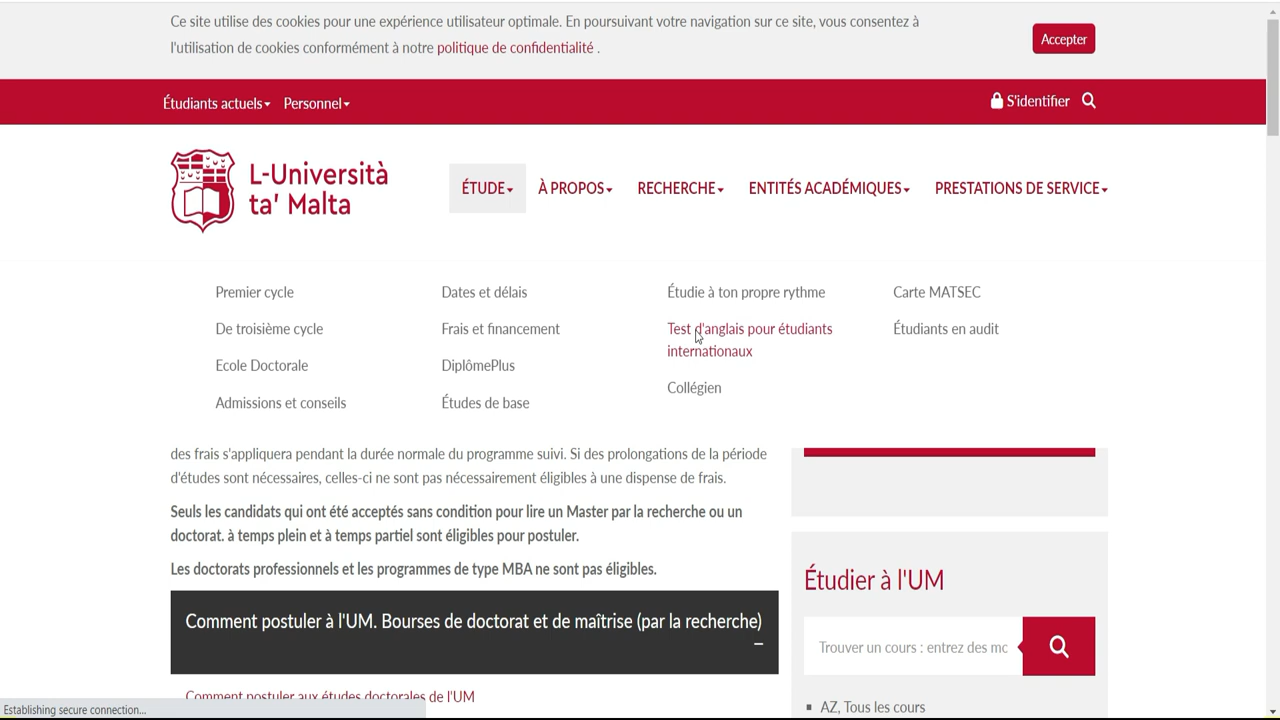 Ce site utilise des cookies pour une expérience utilisateur optimale. En poursuivant votre navigation sur ce site, vous consentez à
l'utilisation de cookies conformément à notre politique de confidentialité .
Accepter
Étudiants actuels Personnel
S'identifier
L-Università
ta' Malta
ÉTUDE À PROPOS RECHERCHE ENTITÉS ACADÉMIQUES PRESTATIONS DE SERVICE
Premier cycle
De troisième cycle
Ecole Doctorale
Admissions et conseils
Dates et délais
Frais et financement
DiplômePlus
Études de base
Étudie à ton propre rythme
Test d'anglais pour étudiants
internationaux
Collégien
Carte MATSEC
Étudiants en audit
des frais s'appliquera pendant la durée normale du programme suivi. Si des prolongations de la période
d'études sont nécessaires, celles-ci ne sont pas nécessairement éligibles à une dispense de frais.
Seuls les candidats qui ont été acceptés sans condition pour lire un Master par la recherche ou un
doctorat. à temps plein et à temps partiel sont éligibles pour postuler.
Les doctorats professionnels et les programmes de type MBA ne sont pas éligibles.
Comment postuler à l'UM. Bourses de doctorat et de maîtrise (par la recherche)
Comment postuler aux études doctorales de l'UM
Étudier à l'UM
Trouver un cours : entrez des mc
AZ, Tous les cours
Establishing secure connection...